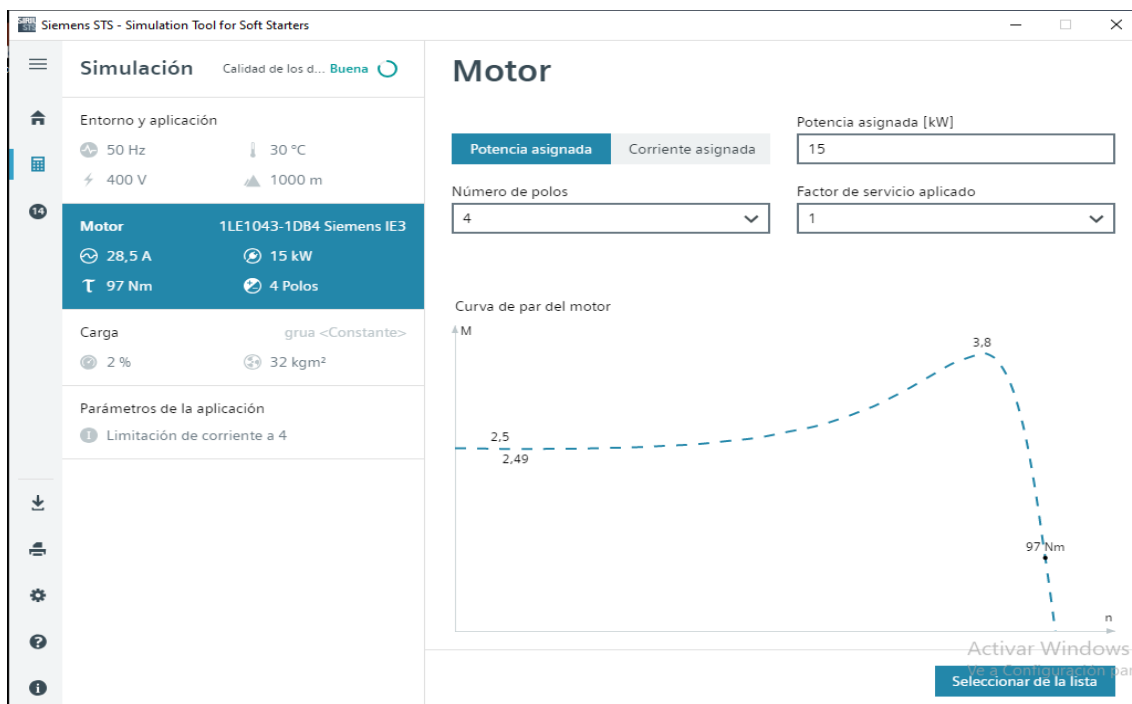 Siemens STS - Simulation Tool for Soft Starters
Simulación
Calidad de los d... Buena
Entorno y aplicación
50 Hz
30 °C
400 V
1000 m
14
Motor
1LE1043-1DB4 Siemens IE3
28,5 A
15 kW
τ 97 Nm
4 Polos
Carga
grua <Constante>
2 %
32 kgm²
Parámetros de la aplicación
Limitación de corriente a 4
Motor
Potencia asignada
Corriente asignada
Potencia asignada [kW]
15
Número de polos
4
Factor de servicio aplicado
1
Curva de par del motor
M
3,8
2,5
2,49
97 Nm
n
Activar Windows
Ve a Configuración par
Seleccionar de la lista